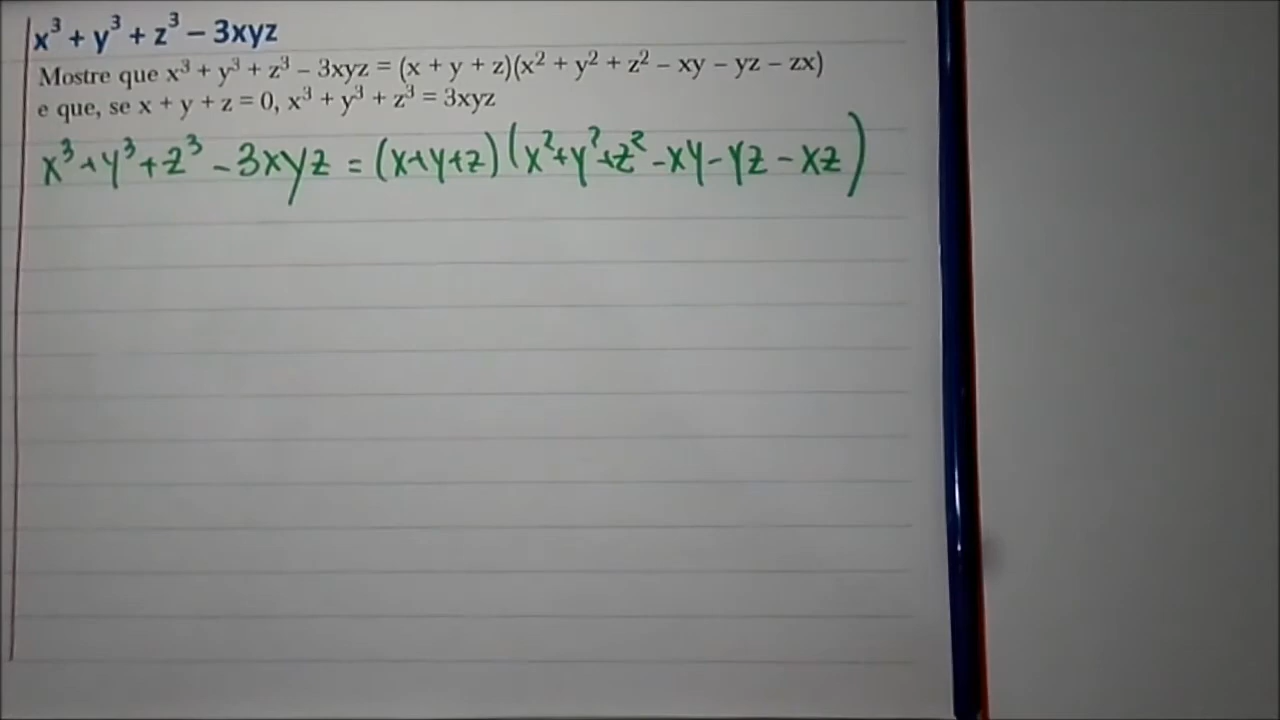 x³ + y³ + z³ – 3xyz
Mostre que x³ + y³ + z³ – 3xyz = (x + y + z)(x² + y² + z² – xy – yz – zx)
e que, se x + y + z = 0, x³ + y³ + z³ = 3xyz
x³+y³+z³ -3xyz = (x+y+z)(x²+y²+z² -xy-yz-xz)